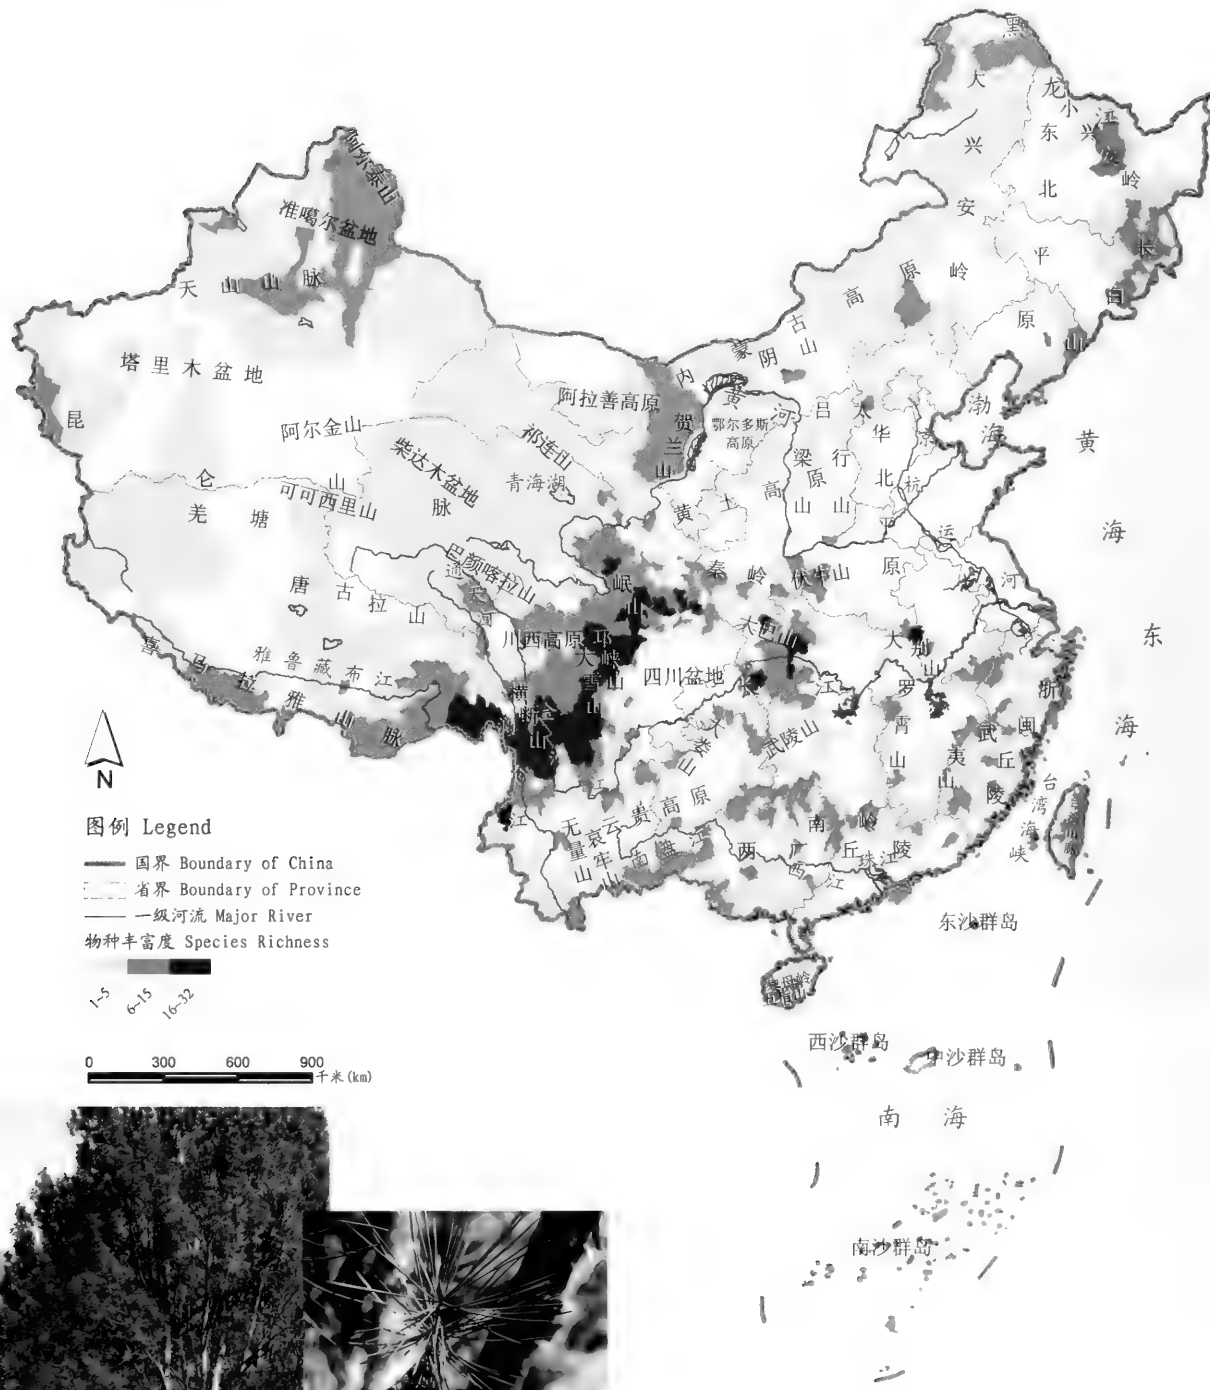 黑
龙
江
大
兴
安
岭
小
兴
安
岭
东
北
平
原
长
白
山
阿尔泰山
准噶尔盆地
天 山 山 脉
塔里木盆地
昆
仑
山
脉
阿尔金山
祁连山
柴达木盆地
青海湖
可可西里山
羌塘
阿拉善高原
贺
兰
山
内
蒙
古
高
原
阴
山
黄
河
鄂尔多斯
高原
吕
梁
山
太
行
山
华
北
平
原
京
杭
运
河
渤
海
黄
海
东
海
黄
土
高
原
巴颜喀拉山
通
天
河
唐
古
拉
山
喜
马
拉
雅
山
脉
雅鲁藏布江
川西高原
岷
山
邛
崃
山
大
雪
山
横
断
山
秦
岭
伏牛山
大巴山
四川盆地
长
江
大
别
山
罗
霄
山
武
夷
山
浙
闽
丘
陵
大
娄
山
武陵山
云
贵
高
原
无
量
山
哀
牢
山
南
盘
江
南
岭
两
广
丘
陵
珠江
西
江
台
湾
海
峡
东沙群岛
西沙群岛
中沙群岛
南 海
南沙群岛
N
图例 Legend
国界 Boundary of China
省界 Boundary of Province
一级河流 Major River
物种丰富度 Species Richness
1-5 6-15 16-32
0 300 600 900
千米(km)